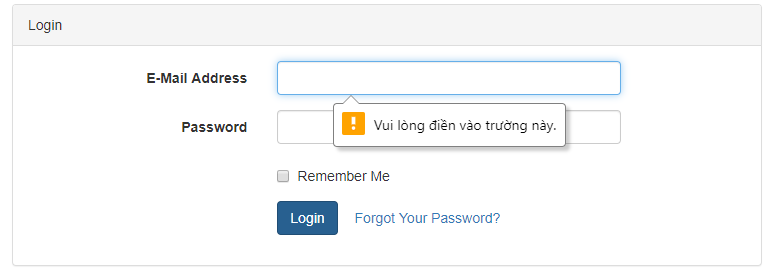 Login
E-Mail Address
Vui lòng điền vào trường này.
Password
Remember Me
Login Forgot Your Password?